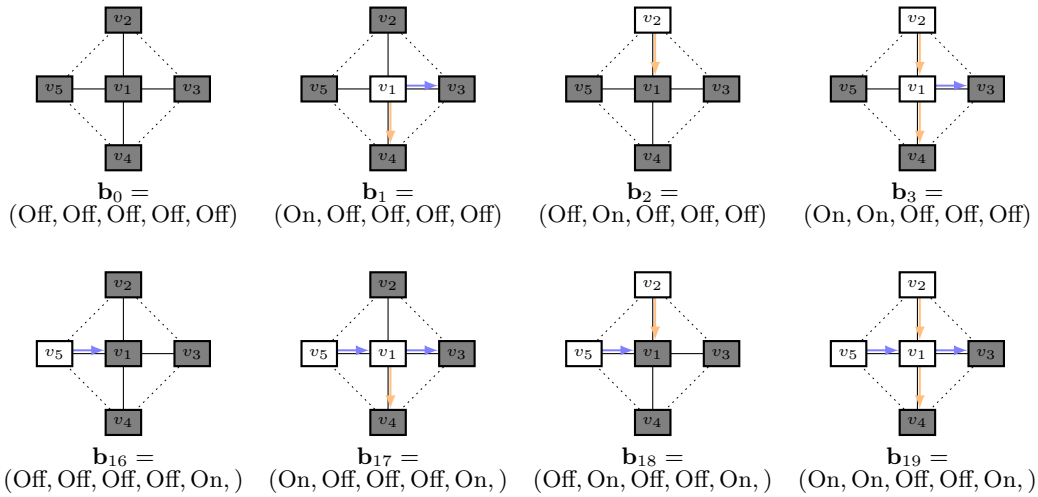 v₂ v₂ v₂ v₂
v₅ v₁ v₃ v₅ v₁ v₃ v₅ v₁ v₃ v₅ v₁ v₃
v₄ v₄ v₄ v₄
b₀ = b₁ = b₂ = b₃ =
(Off, Off, Off, Off, Off) (On, Off, Off, Off, Off) (Off, On, Off, Off, Off) (On, On, Off, Off, Off)
v₂ v₂ v₂ v₂
v₅ v₁ v₃ v₅ v₁ v₃ v₅ v₁ v₃ v₅ v₁ v₃
v₄ v₄ v₄ v₄
b₁₆ = b₁₇ = b₁₈ = b₁₉ =
(Off, Off, Off, Off, On, ) (On, Off, Off, Off, On, ) (Off, On, Off, Off, On, ) (On, On, Off, Off, On, )